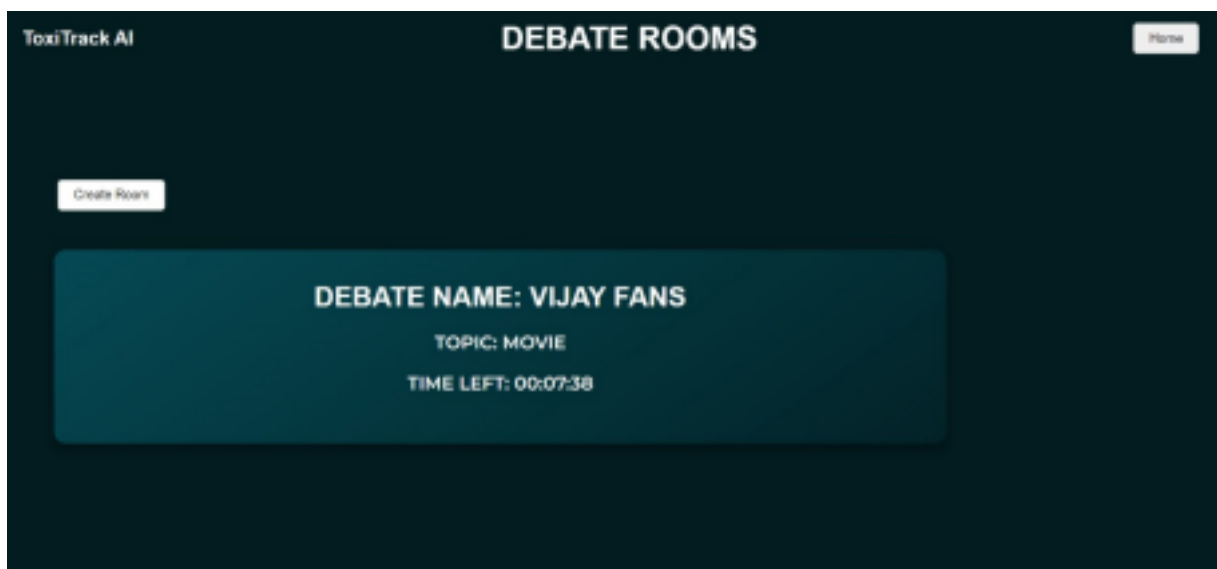 ToxiTrack AI
DEBATE ROOMS
Home
Create Room
DEBATE NAME: VIJAY FANS
TOPIC: MOVIE
TIME LEFT: 00:07:38